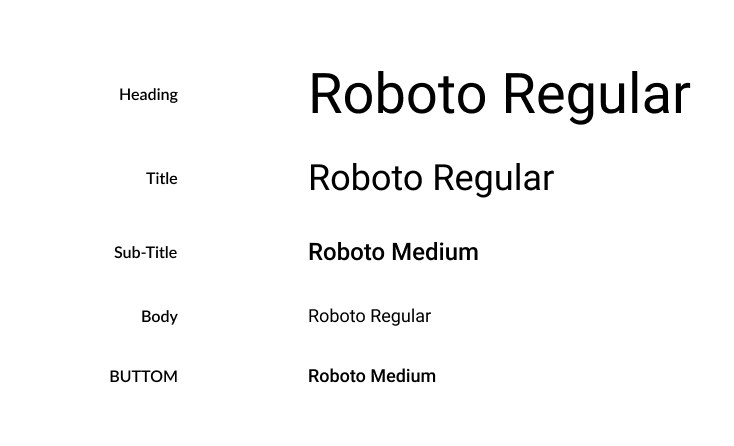 Heading Roboto Regular
Title Roboto Regular
Sub-Title Roboto Medium
Body Roboto Regular
BUTTOM Roboto Medium